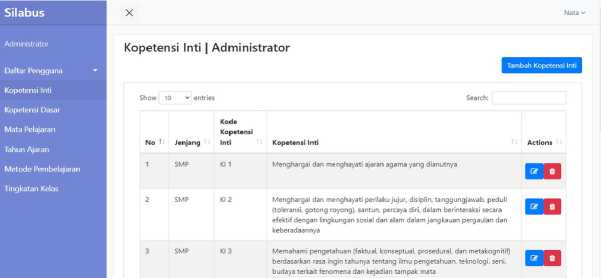 Silabus
Nata
Administrator
Daftar Pengguna
Kopetensi Inti
Kopetensi Dasar
Mata Pelajaran
Tahun Ajaran
Metode Pembelajaran
Tingkatan Kelas
Kopetensi Inti | Administrator
Tambah Kopetensi Inti
Show 10 entries
Search:
No Jenjang Kode Kopetensi Inti Kopetensi Inti Actions
1 SMP KI 1 Menghargai dan menghayati ajaran agama yang dianutnya
2 SMP KI 2 Menghargai dan menghayati perilaku jujur, disiplin, tanggungjawab, peduli
(toleransi, gotong royong), santun, percaya diri, dalam berinteraksi secara
efektif dengan lingkungan sosial dan alam dalam jangkauan pergaulan dan
keberadaannya
3 SMP KI 3 Memahami pengetahuan (faktual, konseptual, prosedural, dan metakognitif)
berdasarkan rasa ingin tahunya tentang ilmu pengetahuan, teknologi, seni,
budaya terkait fenomena dan kejadian tampak mata